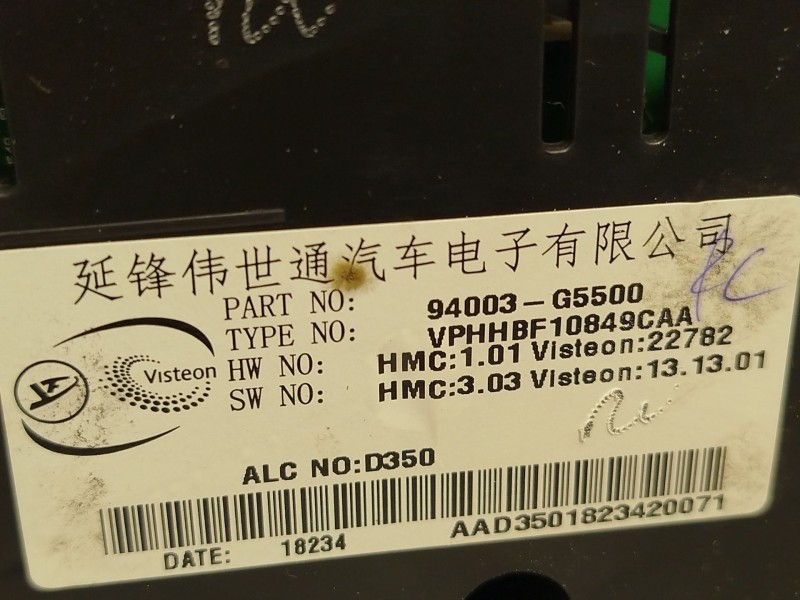 延锋伟世通汽车电子有限公司
PART NO: 94003-G5500
TYPE NO: VPHHBF10849CAA
HW NO: HMC:1.01 Visteon:22782
SW NO: HMC:3.03 Visteon:13.13.01
Visteon
ALC NO:D350
AAD3501823420071
DATE: 18234